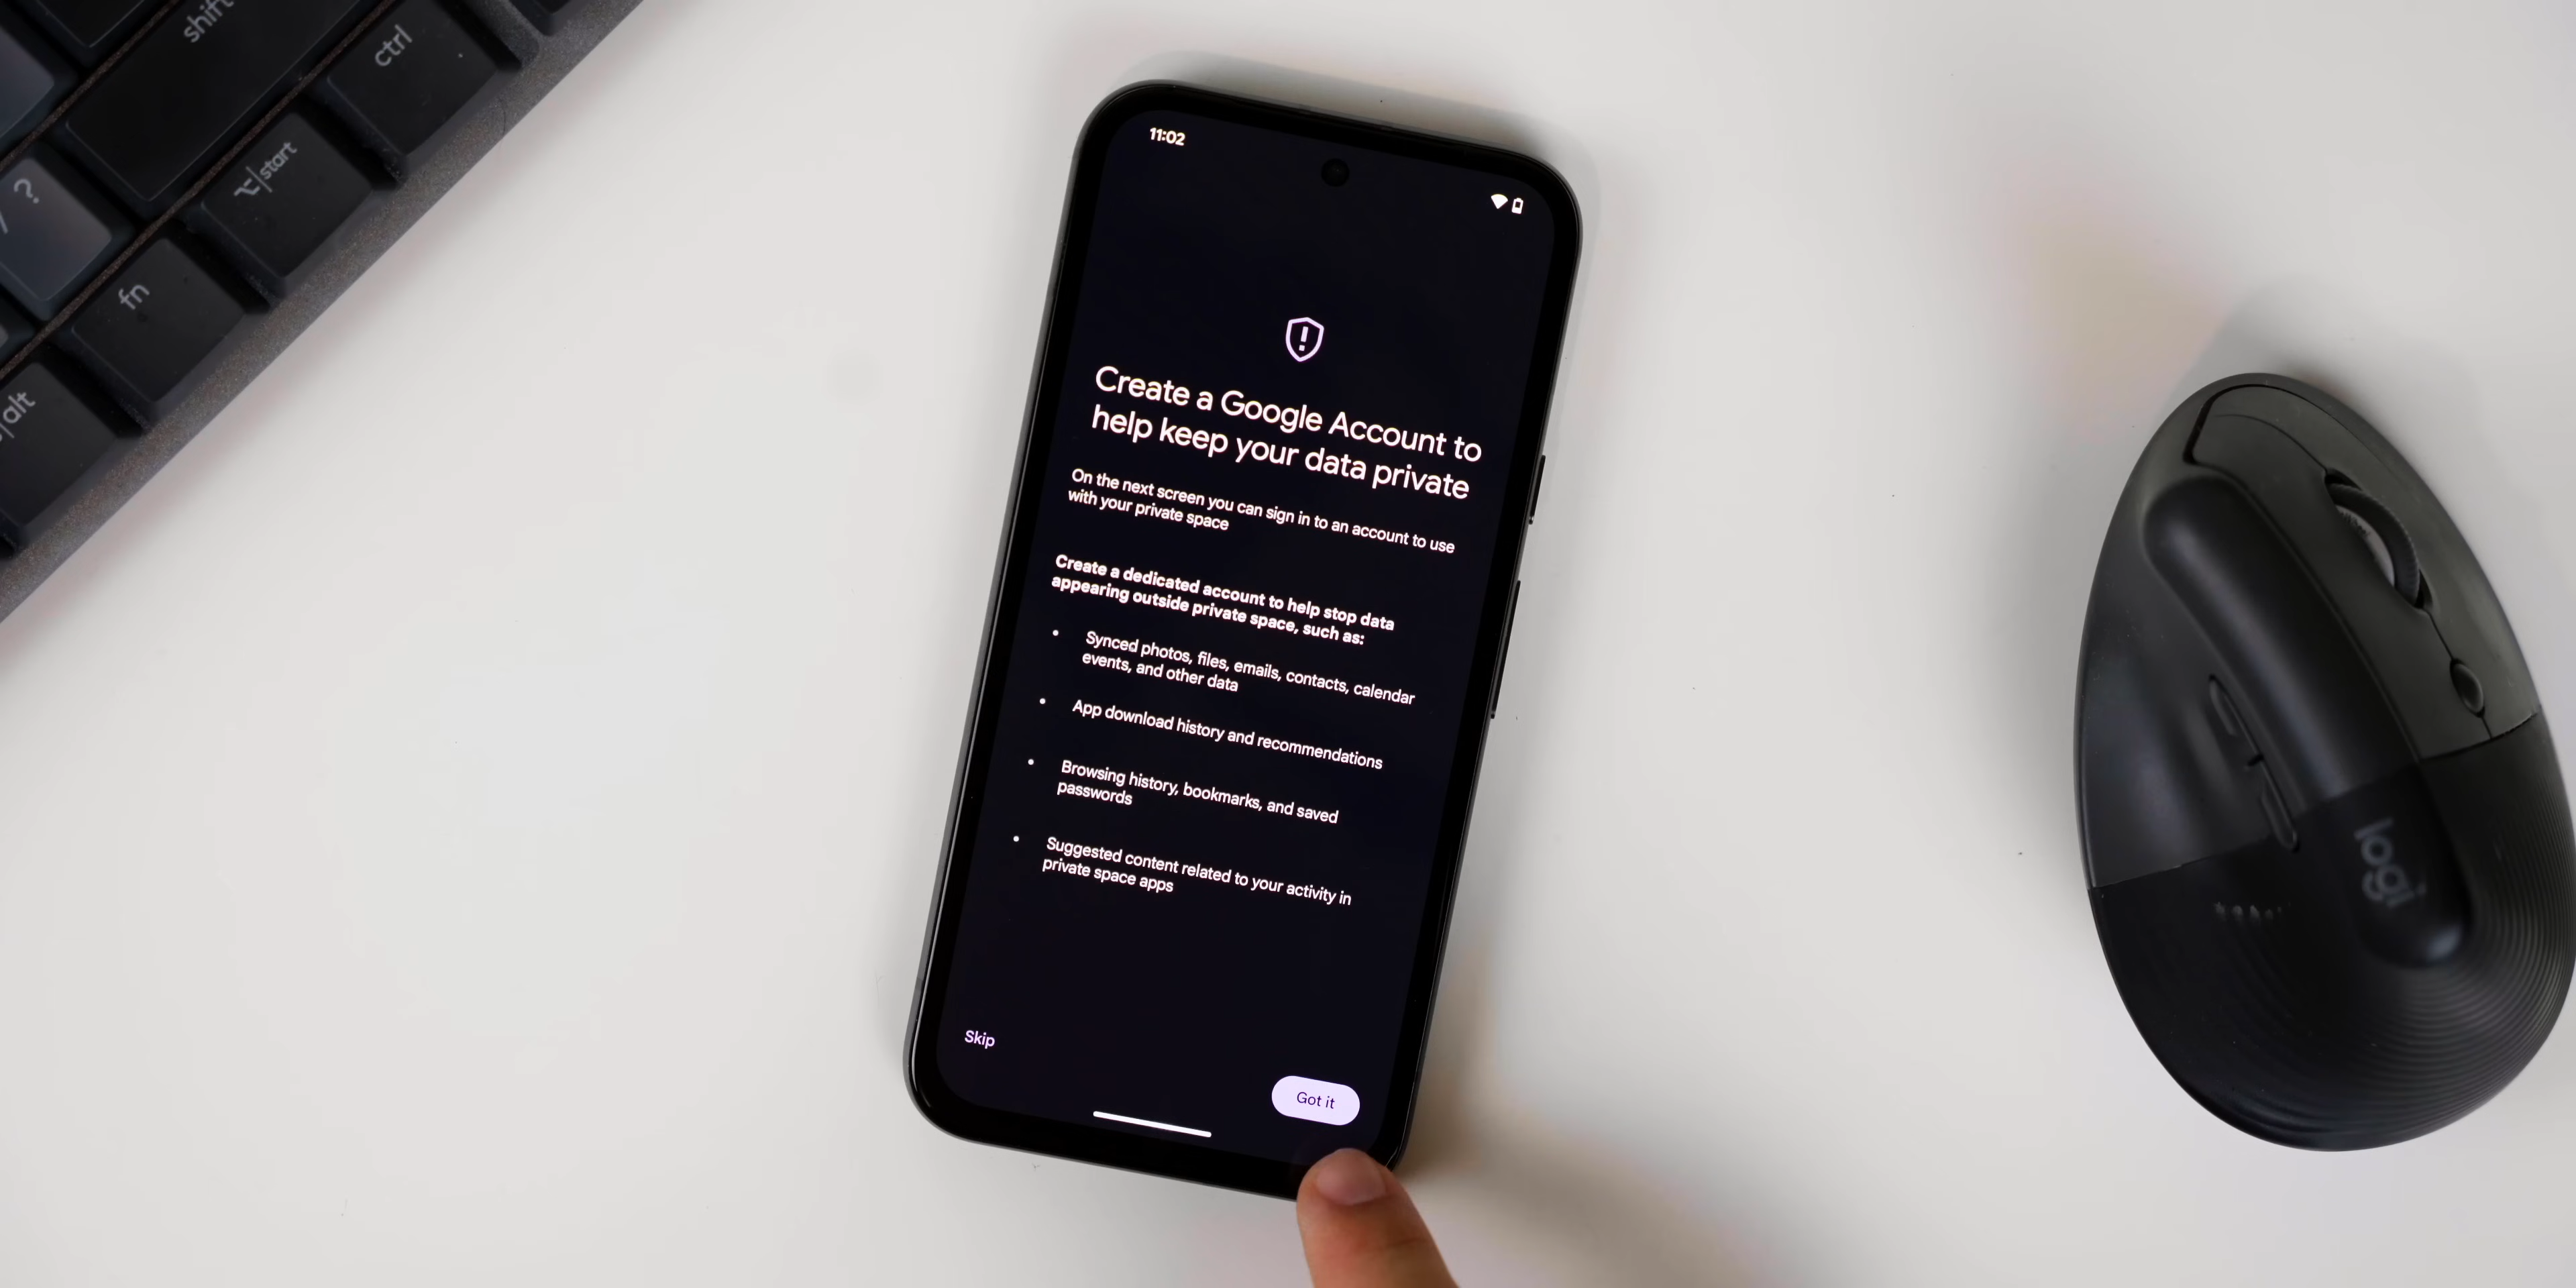 shift
ctrl
⌥|start
/ ?
fn
alt
11:02
Create a Google Account to
help keep your data private
On the next screen you can sign in to an account to use
with your private space
Create a dedicated account to help stop data
appearing outside private space, such as:
• Synced photos, files, emails, contacts, calendar
events, and other data
• App download history and recommendations
• Browsing history, bookmarks, and saved
passwords
• Suggested content related to your activity in
private space apps
Skip
Got it
logi